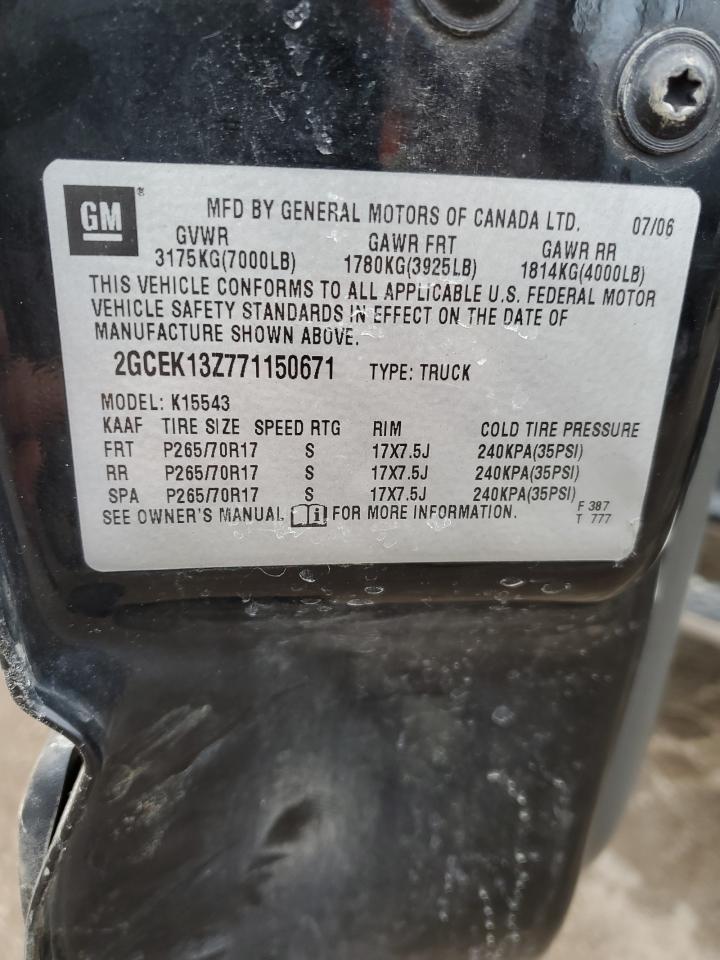 GM ®
MFD BY GENERAL MOTORS OF CANADA LTD. 07/06
GVWR GAWR FRT GAWR RR
3175KG(7000LB) 1780KG(3925LB) 1814KG(4000LB)
THIS VEHICLE CONFORMS TO ALL APPLICABLE U.S. FEDERAL MOTOR
VEHICLE SAFETY STANDARDS IN EFFECT ON THE DATE OF
MANUFACTURE SHOWN ABOVE.
2GCEK13Z771150671 TYPE: TRUCK
MODEL: K15543
KAAF TIRE SIZE SPEED RTG RIM COLD TIRE PRESSURE
FRT P265/70R17 S 17X7.5J 240KPA(35PSI)
RR P265/70R17 S 17X7.5J 240KPA(35PSI)
SPA P265/70R17 S 17X7.5J 240KPA(35PSI)
SEE OWNER'S MANUAL i FOR MORE INFORMATION.
F 387
T 777